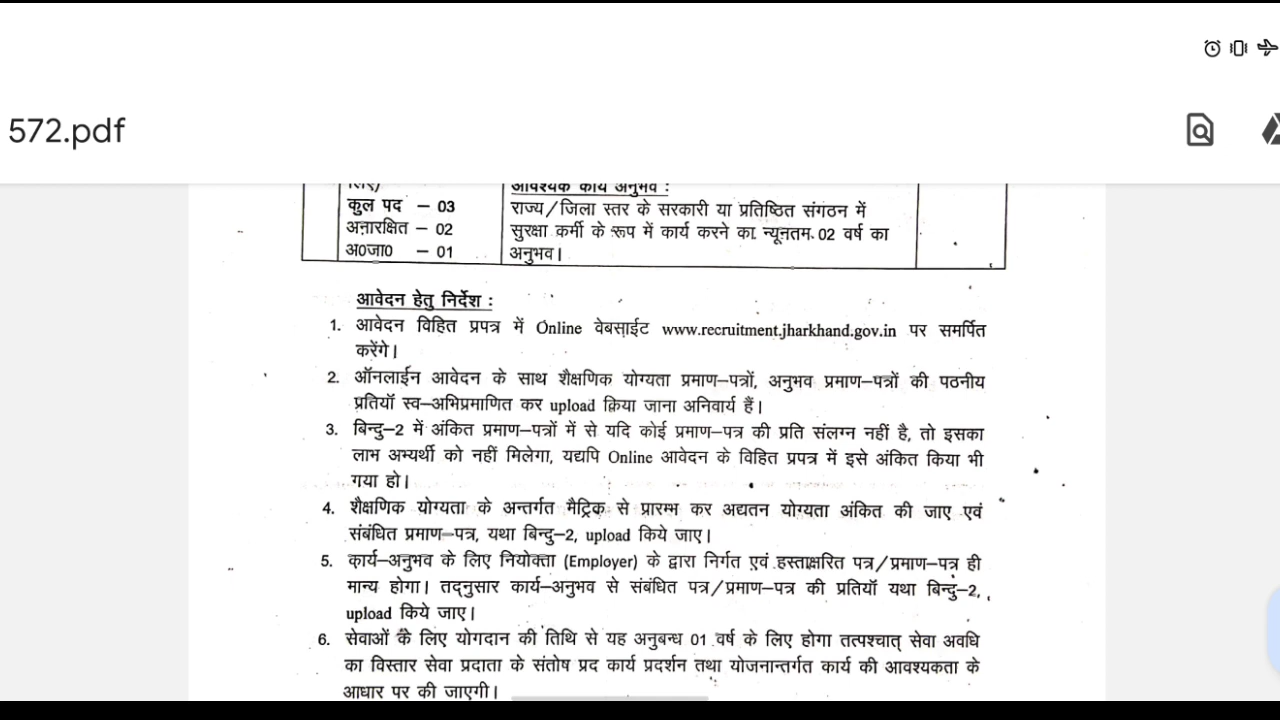 572.pdf
लिए)
आवश्यक कार्य अनुभव :
कुल पद – 03
राज्य/जिला स्तर के सरकारी या प्रतिष्ठित संगठन में
अनारक्षित – 02
सुरक्षा कर्मी के रूप में कार्य करने का न्यूनतम 02 वर्ष का
अ0जा0 – 01
अनुभव।
आवेदन हेतु निर्देश :
1. आवेदन विहित प्रपत्र में Online वेबसाईट www.recruitment.jharkhand.gov.in पर समर्पित
करेंगे।
2. ऑनलाईन आवेदन के साथ शैक्षणिक योग्यता प्रमाण–पत्रों, अनुभव प्रमाण–पत्रों की पठनीय
प्रतियॉ स्व–अभिप्रमाणित कर upload किया जाना अनिवार्य हैं।
3. बिन्दु–2 में अंकित प्रमाण–पत्रों में से यदि कोई प्रमाण–पत्र की प्रति संलग्न नहीं है, तो इसका
लाभ अभ्यर्थी को नहीं मिलेगा, यद्यपि Online आवेदन के विहित प्रपत्र में इसे अंकित किया भी
गया हो।
4. शैक्षणिक योग्यता के अन्तर्गत मैट्रिक से प्रारम्भ कर अद्यतन योग्यता अंकित की जाए एवं
संबंधित प्रमाण–पत्र, यथा बिन्दु–2, upload किये जाए।
5. कार्य–अनुभव के लिए नियोक्ता (Employer) के द्वारा निर्गत एवं हस्ताक्षरित पत्र/प्रमाण–पत्र ही
मान्य होगा। तद्नुसार कार्य–अनुभव से संबंधित पत्र/प्रमाण–पत्र की प्रतियॉ यथा बिन्दु–2,
upload किये जाए।
6. सेवाओं के लिए योगदान की तिथि से यह अनुबन्ध 01 वर्ष के लिए होगा तत्पश्चात् सेवा अवधि
का विस्तार सेवा प्रदाता के संतोष प्रद कार्य प्रदर्शन तथा योजनान्तर्गत कार्य की आवश्यकता के
आधार पर की जाएगी।